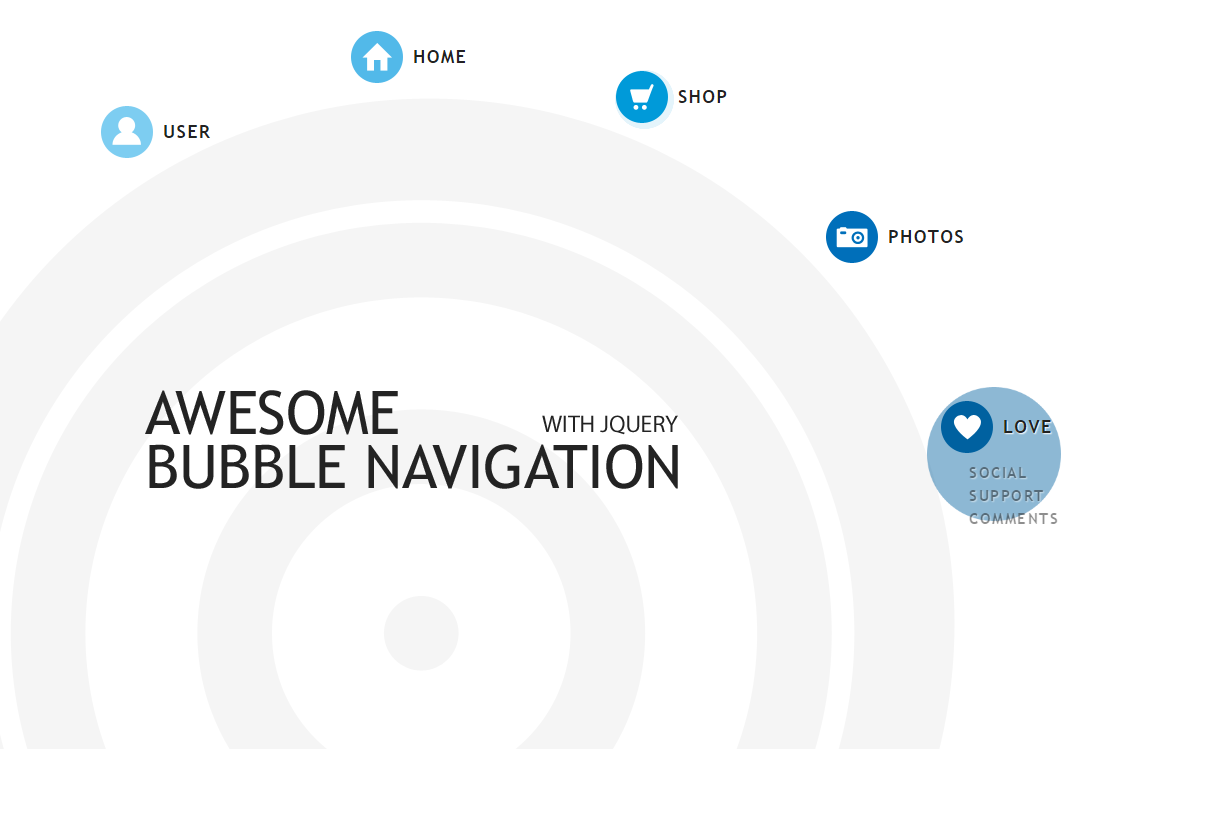 HOME
SHOP
USER
PHOTOS
AWESOME
WITH JQUERY
BUBBLE NAVIGATION
LOVE
SOCIAL
SUPPORT
COMMENTS